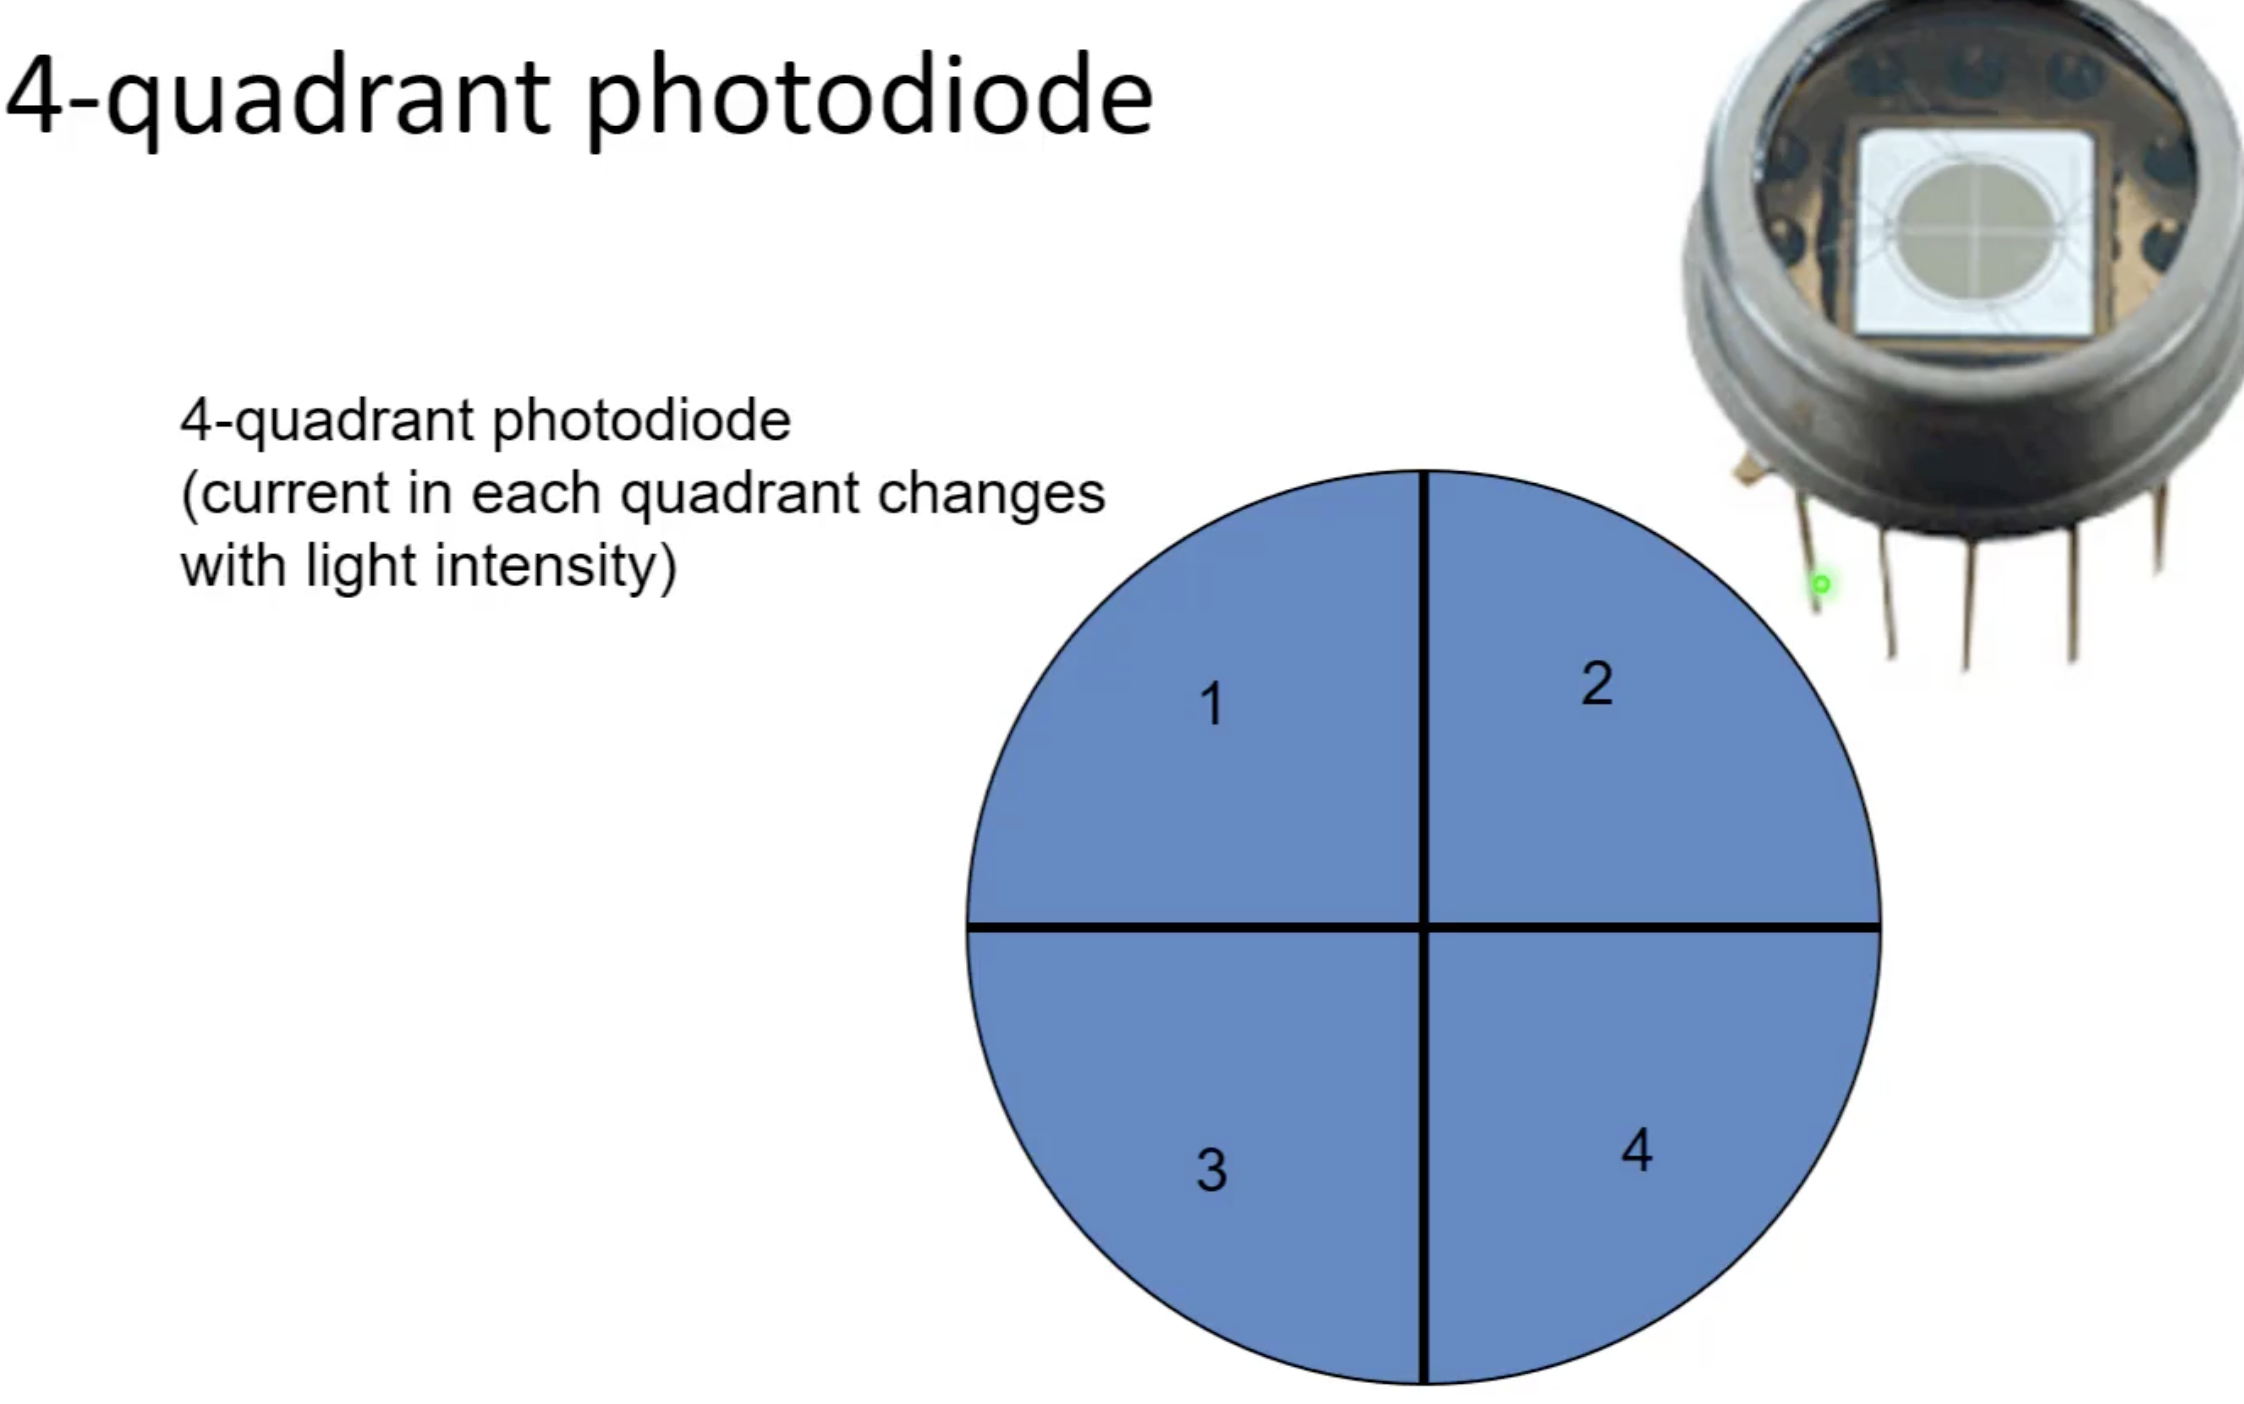 4-quadrant photodiode
4-quadrant photodiode
(current in each quadrant changes
with light intensity)
1
2
3
4